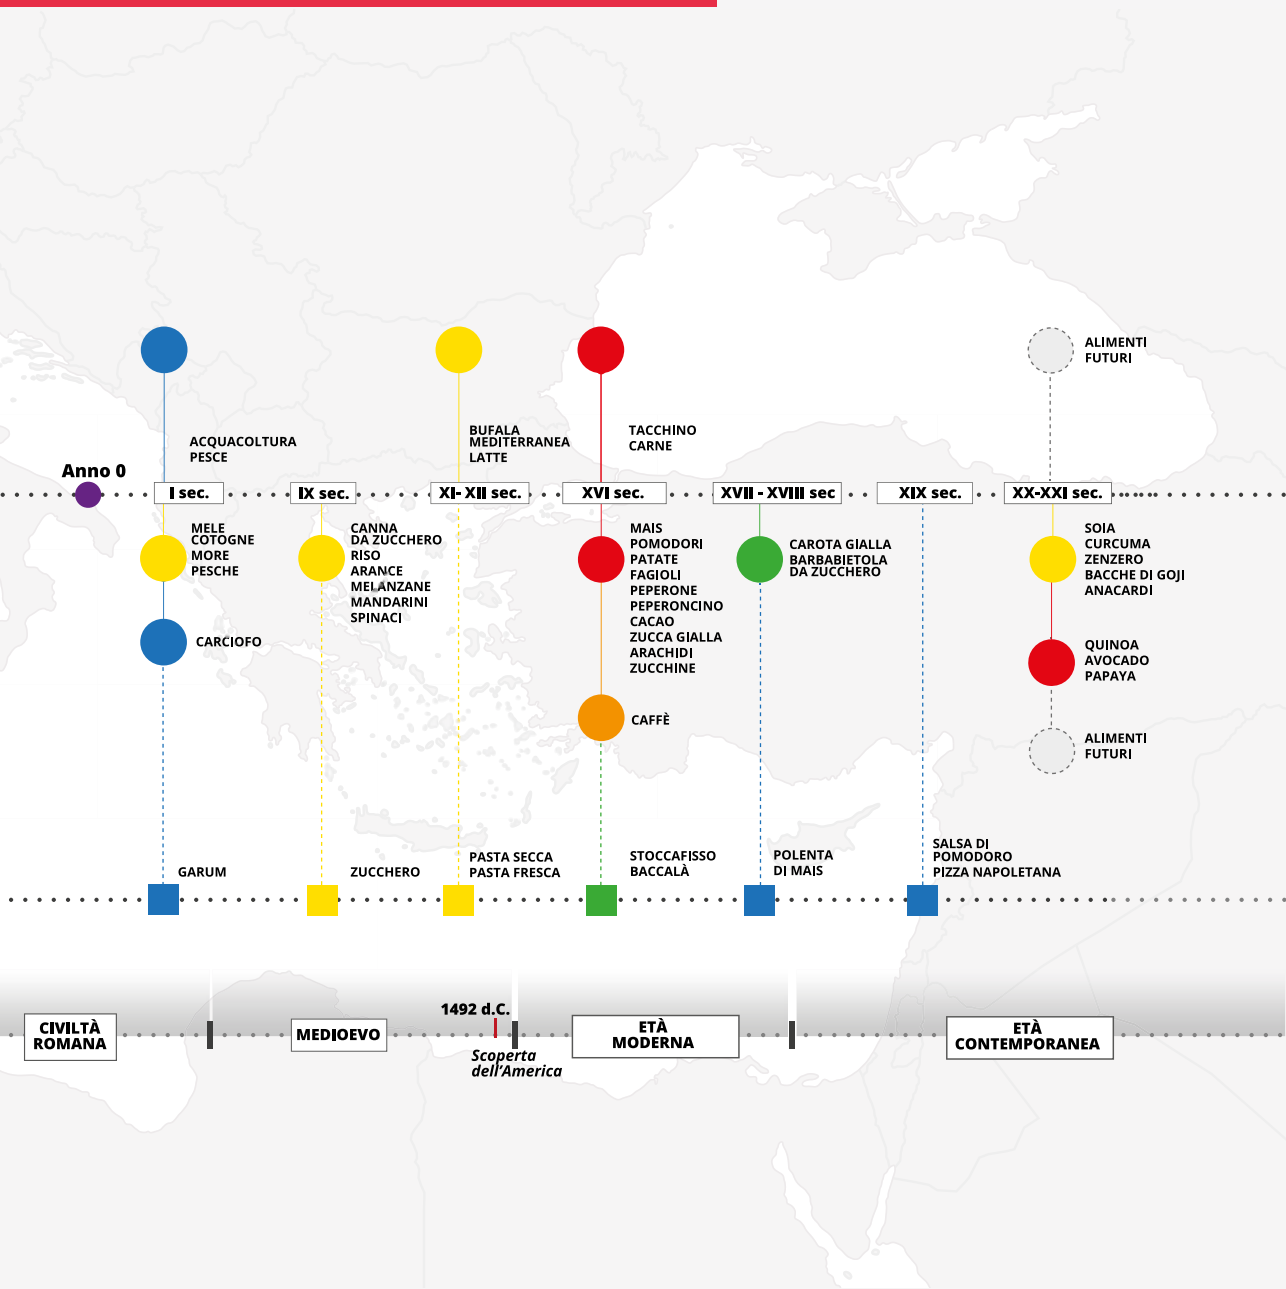 ALIMENTI
FUTURI
ACQUACOLTURA
PESCE
BUFALA
MEDITERRANEA
LATTE
TACCHINO
CARNE
Anno 0
I sec.
IX sec.
XI- XII sec.
XVI sec.
XVII - XVIII sec
XIX sec.
XX-XXI sec.
MELE
COTOGNE
MORE
PESCHE
CARCIOFO
CANNA
DA ZUCCHERO
RISO
ARANCE
MELANZANE
MANDARINI
SPINACI
MAIS
POMODORI
PATATE
FAGIOLI
PEPERONE
PEPERONCINO
CACAO
ZUCCA GIALLA
ARACHIDI
ZUCCHINE
CAFFÈ
CAROTA GIALLA
BARBABIETOLA
DA ZUCCHERO
SOIA
CURCUMA
ZENZERO
BACCHE DI GOJI
ANACARDI
QUINOA
AVOCADO
PAPAYA
ALIMENTI
FUTURI
GARUM
ZUCCHERO
PASTA SECCA
PASTA FRESCA
STOCCAFISSO
BACCALÀ
POLENTA
DI MAIS
SALSA DI
POMODORO
PIZZA NAPOLETANA
CIVILTÀ
ROMANA
MEDIOEVO
1492 d.C.
Scoperta
dell'America
ETÀ
MODERNA
ETÀ
CONTEMPORANEA